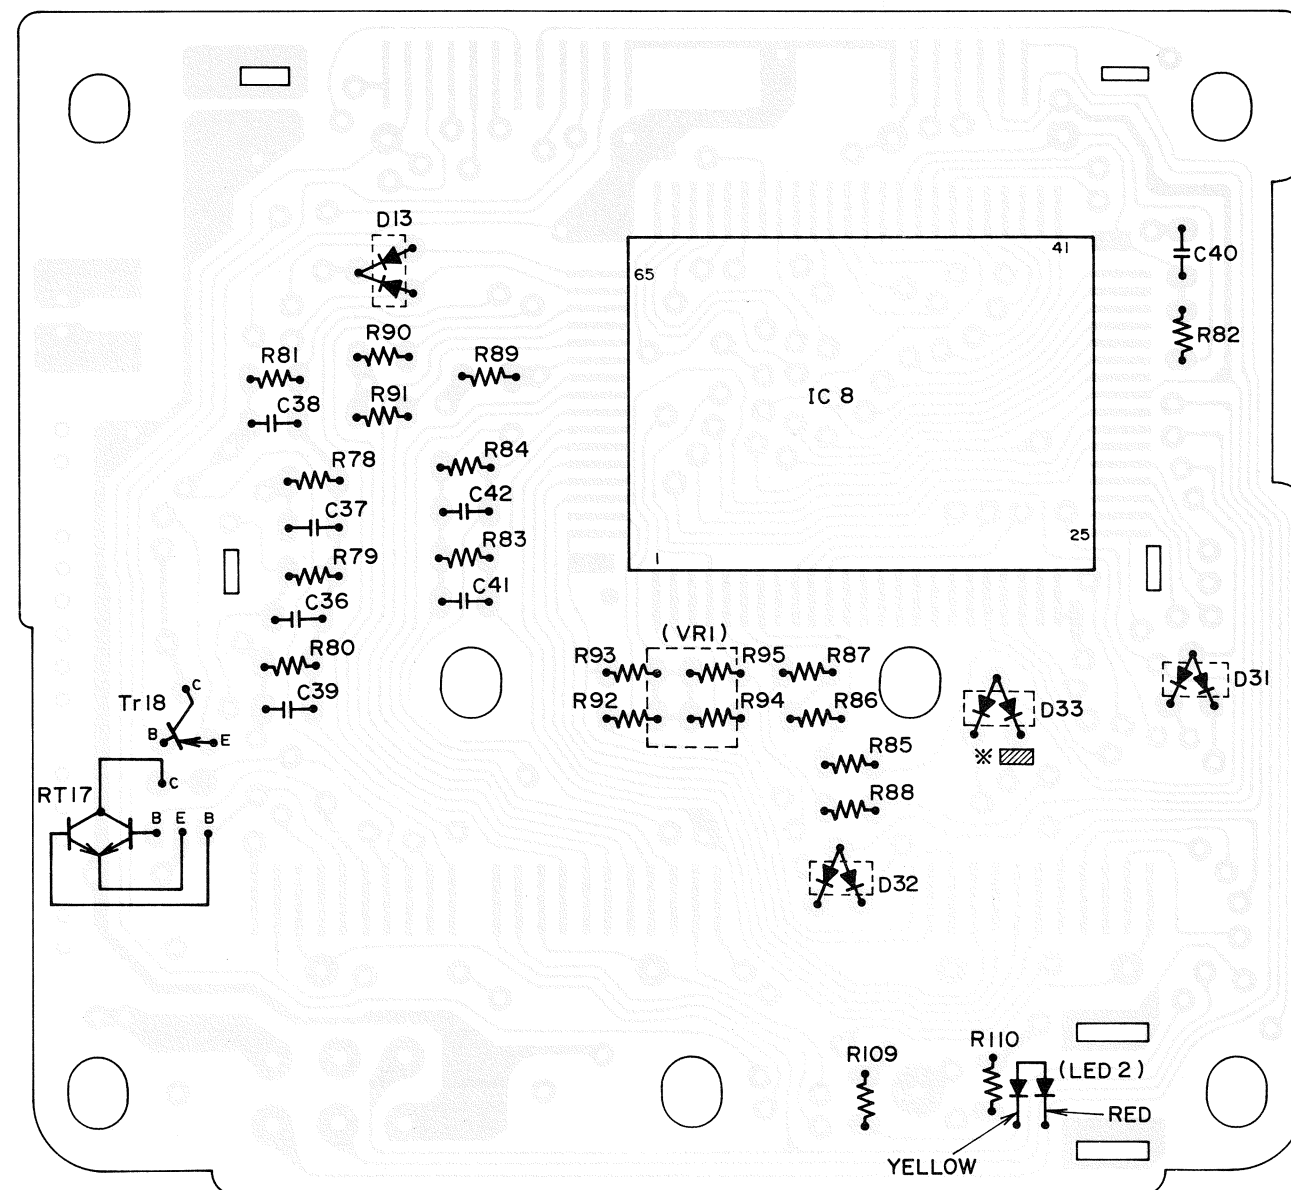 D13
41
C40
65
R90
R82
R81
R89
IC 8
C38
R91
R78
R84
C37
C42
25
R83
1
R79
C36
C41
(VR1)
R80
R93
R95
R87
D31
C
Tr18
C39
R92
R94
R86
D33
B
E
※
R85
C
RT17
R88
B E B
D32
R109
R110
(LED 2)
RED
YELLOW